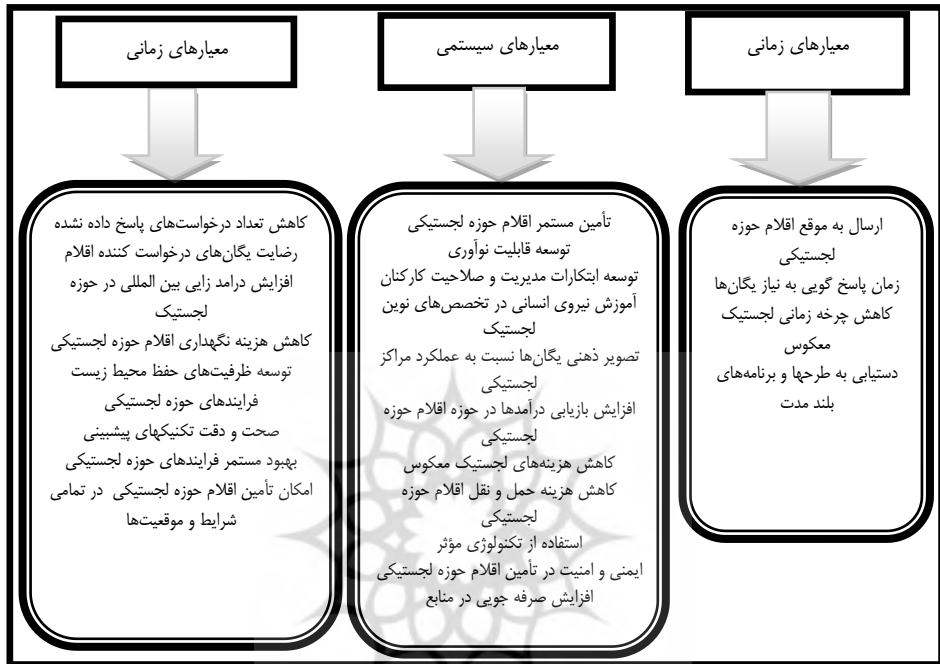 معیارهای زمانی
ارسال به موقع اقلام حوزه
لجستیکی
زمان پاسخ گویی به نیاز یگان‌ها
کاهش چرخه زمانی لجستیک
معکوس
دستیابی به طرحها و برنامه‌های
بلند مدت
معیارهای سیستمی
تأمین مستمر اقلام حوزه لجستیکی
توسعه قابلیت نوآوری
توسعه ابتکارات مدیریت و صلاحیت کارکنان
آموزش نیروی انسانی در تخصص‌های نوین
لجستیک
تصویر ذهنی یگان‌ها نسبت به عملکرد مراکز
لجستیکی
افزایش بازیابی درآمدها در حوزه اقلام حوزه
لجستیکی
کاهش هزینه‌های لجستیک معکوس
کاهش هزینه حمل و نقل اقلام حوزه
لجستیکی
استفاده از تکنولوژی مؤثر
ایمنی و امنیت در تأمین اقلام حوزه لجستیکی
افزایش صرفه جویی در منابع
معیارهای زمانی
کاهش تعداد درخواست‌های پاسخ داده نشده
رضایت یگان‌های درخواست کننده اقلام
افزایش درامد زایی بین المللی در حوزه
لجستیک
کاهش هزینه نگهداری اقلام حوزه لجستیکی
توسعه ظرفیت‌های حفظ محیط زیست
فرایندهای حوزه لجستیکی
صحت و دقت تکنیکهای پیشبینی
بهبود مستمر فرایندهای حوزه لجستیکی
امکان تأمین اقلام حوزه لجستیکی در تمامی
شرایط و موقعیت‌ها